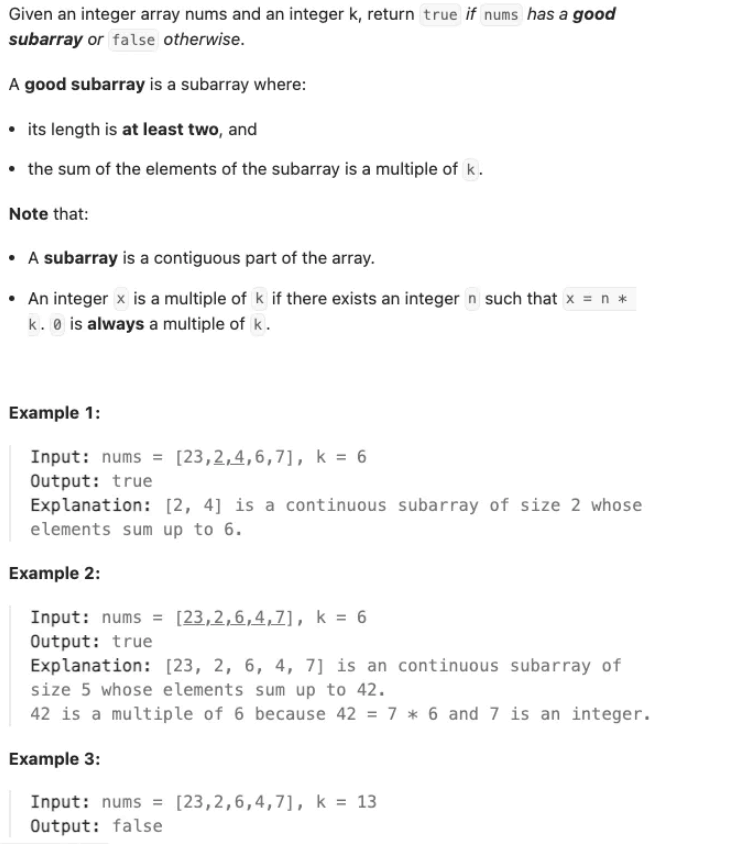 Given an integer array nums and an integer k, return true if nums has a good
subarray or false otherwise.
A good subarray is a subarray where:
• its length is at least two, and
• the sum of the elements of the subarray is a multiple of k.
Note that:
• A subarray is a contiguous part of the array.
• An integer x is a multiple of k if there exists an integer n such that x = n *
k. 0 is always a multiple of k.
Example 1:
Input: nums = [23,2,4,6,7], k = 6
Output: true
Explanation: [2, 4] is a continuous subarray of size 2 whose
elements sum up to 6.
Example 2:
Input: nums = [23,2,6,4,7], k = 6
Output: true
Explanation: [23, 2, 6, 4, 7] is an continuous subarray of
size 5 whose elements sum up to 42.
42 is a multiple of 6 because 42 = 7 * 6 and 7 is an integer.
Example 3:
Input: nums = [23,2,6,4,7], k = 13
Output: false